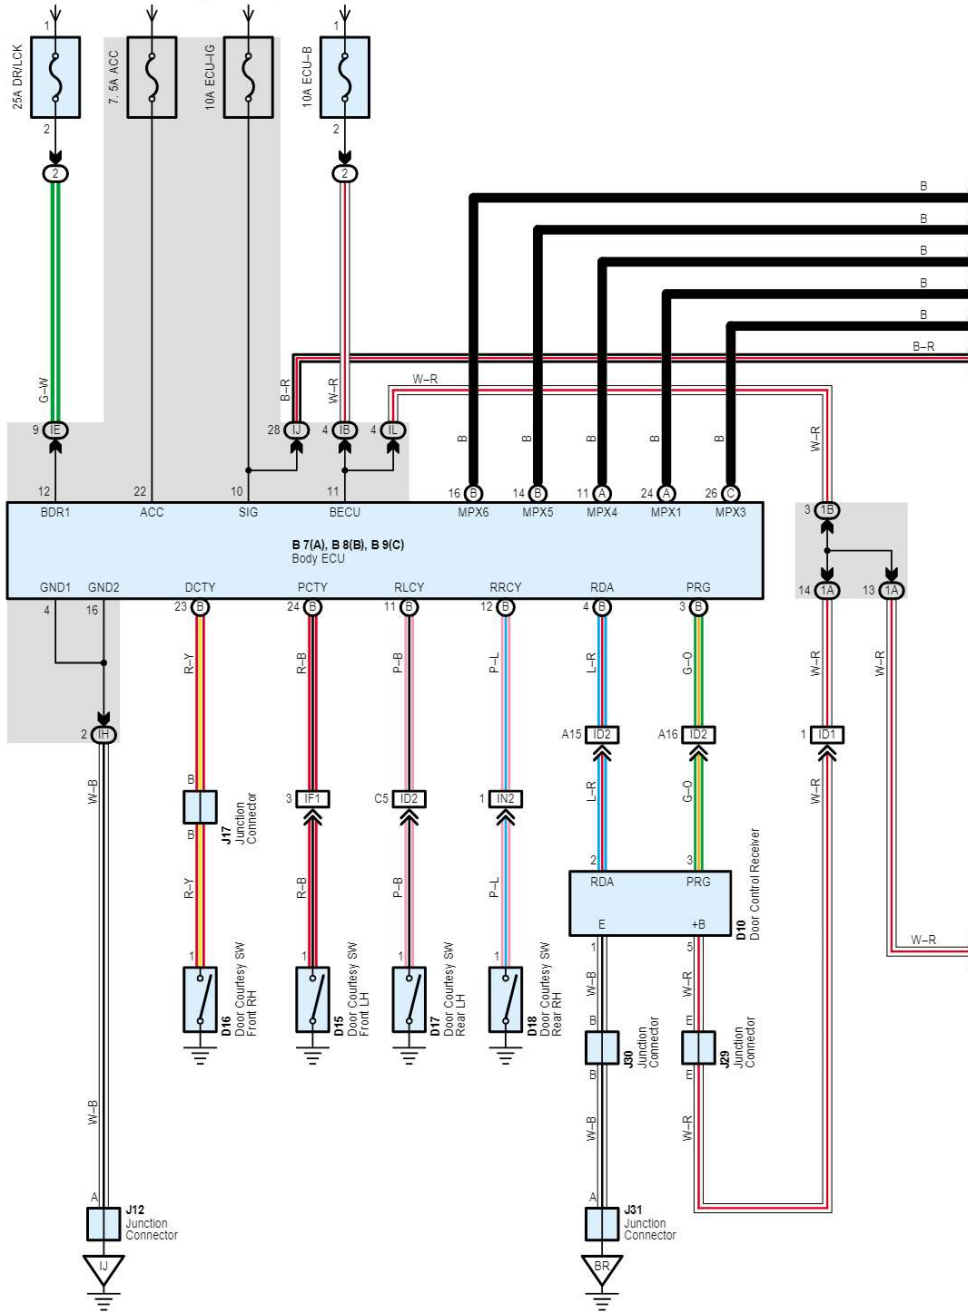 1 1
25A DR/LCK
7. 5A ACC
10A ECU–IG
10A ECU–B
2 2
2 2
B
B
B
B
B
B–R
W–R
G–W
B–R
W–R
W–R
9 IE 28 IJ 4 IB 4 IL
B B B B B
12 22 10 11 16 B 14 B 11 A 24 A 26 C
3 1B
BDR1 ACC SIG BECU MPX6 MPX5 MPX4 MPX1 MPX3
B 7(A), B 8(B), B 9(C)
Body ECU
GND1 GND2 DCTY PCTY RLCY RRCY RDA PRG
14 1A 13 1A
4 16 23 B 24 B 11 B 12 B 4 B 3 B
R–Y R–B P–B P–L L–R G–O W–R W–R
2 IH A15 ID2 A16 ID2 1 ID1
W–B
B
J17
Junction
Connector
B
3 IF1 C5 ID2 1 IN2
L–R G–O W–R
R–Y R–B P–B P–L
2 3
RDA PRG
E +B
D10
Door Control Receiver
W–R
1 1 1 1 1 5
D16
Door Courtesy SW
Front RH
D15
Door Courtesy SW
Front LH
D17
Door Courtesy SW
Rear LH
D18
Door Courtesy SW
Rear RH
W–B W–R
B E
J30
Junction
Connector
J29
Junction
Connector
B E
W–B W–B W–R
A A
J12
Junction
Connector
J31
Junction
Connector
IJ BR